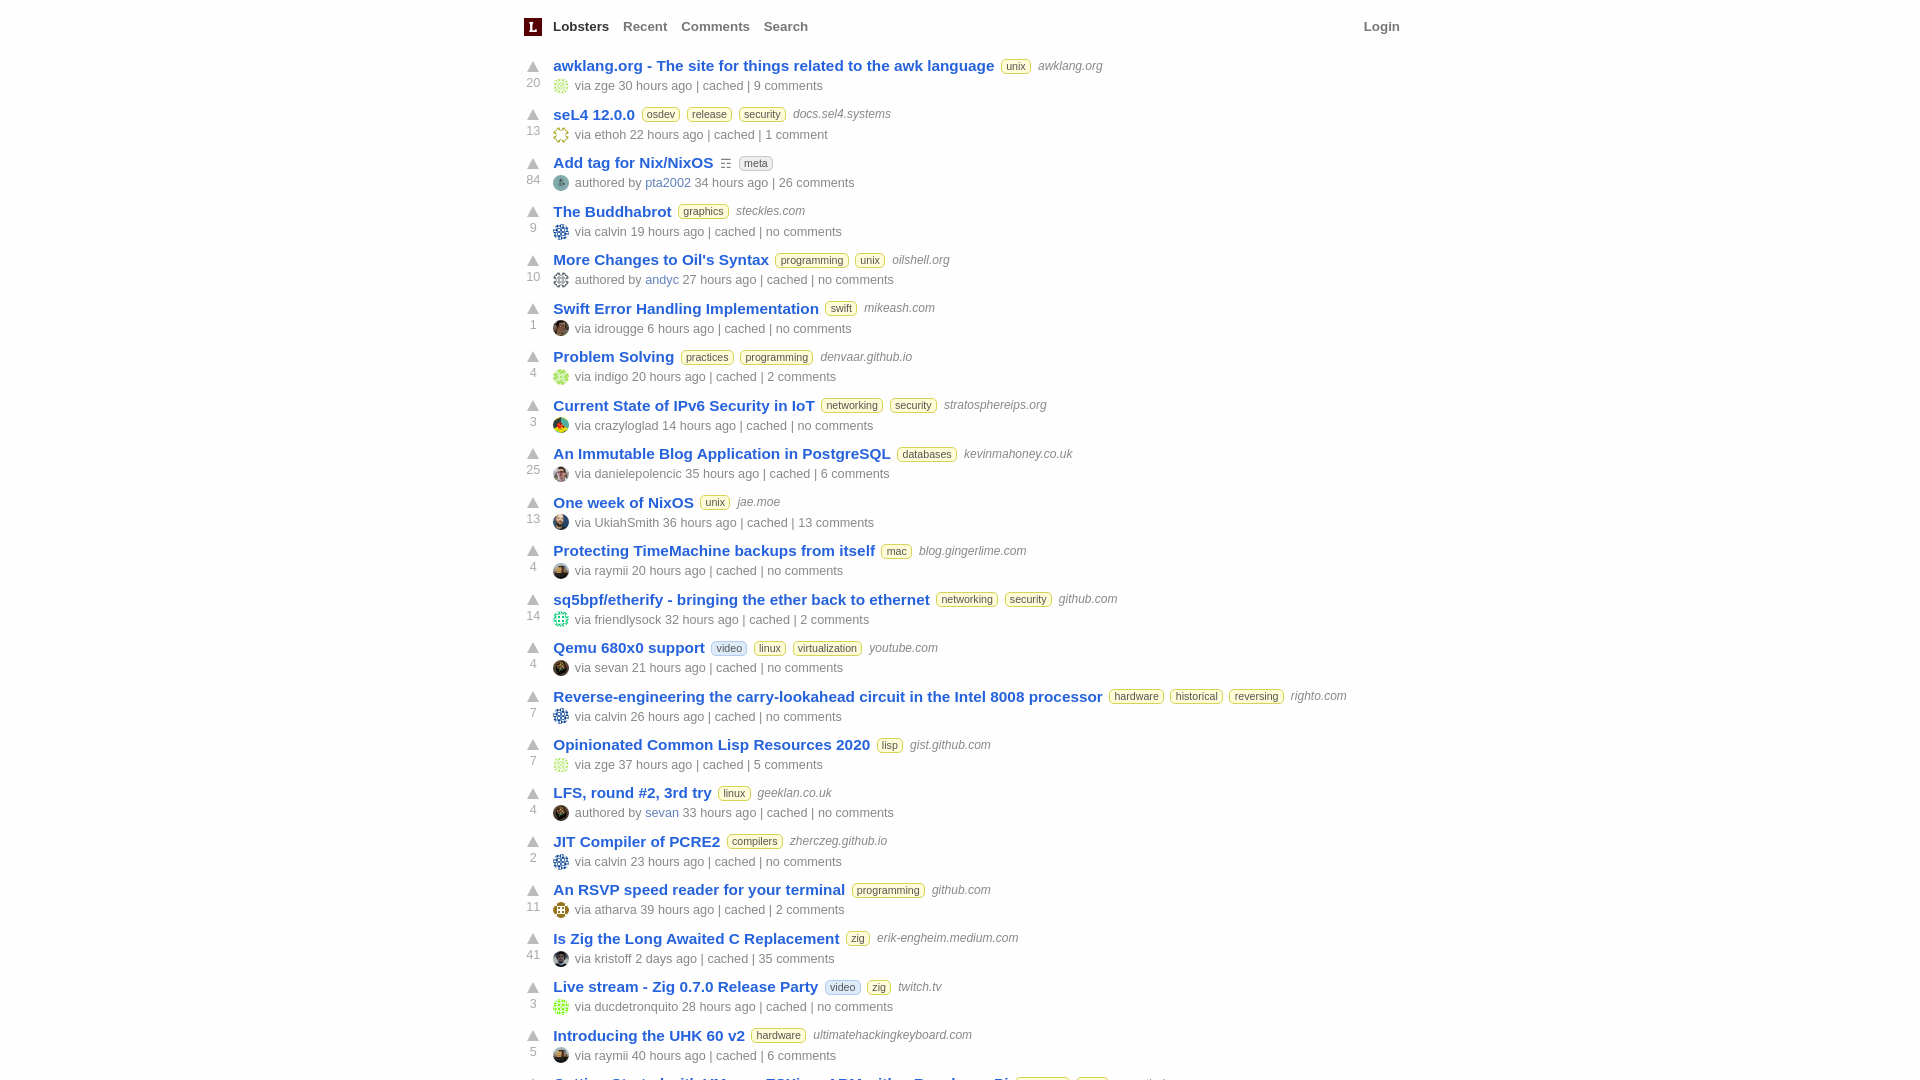 L Lobsters Recent Comments Search Login
awklang.org - The site for things related to the awk language unix awklang.org
20 via zge 30 hours ago | cached | 9 comments
seL4 12.0.0 osdev release security docs.sel4.systems
13 via ethoh 22 hours ago | cached | 1 comment
Add tag for Nix/NixOS ☶ meta
84 authored by pta2002 34 hours ago | 26 comments
The Buddhabrot graphics steckles.com
9 via calvin 19 hours ago | cached | no comments
More Changes to Oil's Syntax programming unix oilshell.org
10 authored by andyc 27 hours ago | cached | no comments
Swift Error Handling Implementation swift mikeash.com
1 via idrougge 6 hours ago | cached | no comments
Problem Solving practices programming denvaar.github.io
4 via indigo 20 hours ago | cached | 2 comments
Current State of IPv6 Security in IoT networking security stratosphereips.org
3 via crazyloglad 14 hours ago | cached | no comments
An Immutable Blog Application in PostgreSQL databases kevinmahoney.co.uk
25 via danielepolencic 35 hours ago | cached | 6 comments
One week of NixOS unix jae.moe
13 via UkiahSmith 36 hours ago | cached | 13 comments
Protecting TimeMachine backups from itself mac blog.gingerlime.com
4 via raymii 20 hours ago | cached | no comments
sq5bpf/etherify - bringing the ether back to ethernet networking security github.com
14 via friendlysock 32 hours ago | cached | 2 comments
Qemu 680x0 support video linux virtualization youtube.com
4 via sevan 21 hours ago | cached | no comments
Reverse-engineering the carry-lookahead circuit in the Intel 8008 processor hardware historical reversing righto.com
7 via calvin 26 hours ago | cached | no comments
Opinionated Common Lisp Resources 2020 lisp gist.github.com
7 via zge 37 hours ago | cached | 5 comments
LFS, round #2, 3rd try linux geeklan.co.uk
4 authored by sevan 33 hours ago | cached | no comments
JIT Compiler of PCRE2 compilers zherczeg.github.io
2 via calvin 23 hours ago | cached | no comments
An RSVP speed reader for your terminal programming github.com
11 via atharva 39 hours ago | cached | 2 comments
Is Zig the Long Awaited C Replacement zig erik-engheim.medium.com
41 via kristoff 2 days ago | cached | 35 comments
Live stream - Zig 0.7.0 Release Party video zig twitch.tv
3 via ducdetronquito 28 hours ago | cached | no comments
Introducing the UHK 60 v2 hardware ultimatehackingkeyboard.com
5 via raymii 40 hours ago | cached | 6 comments